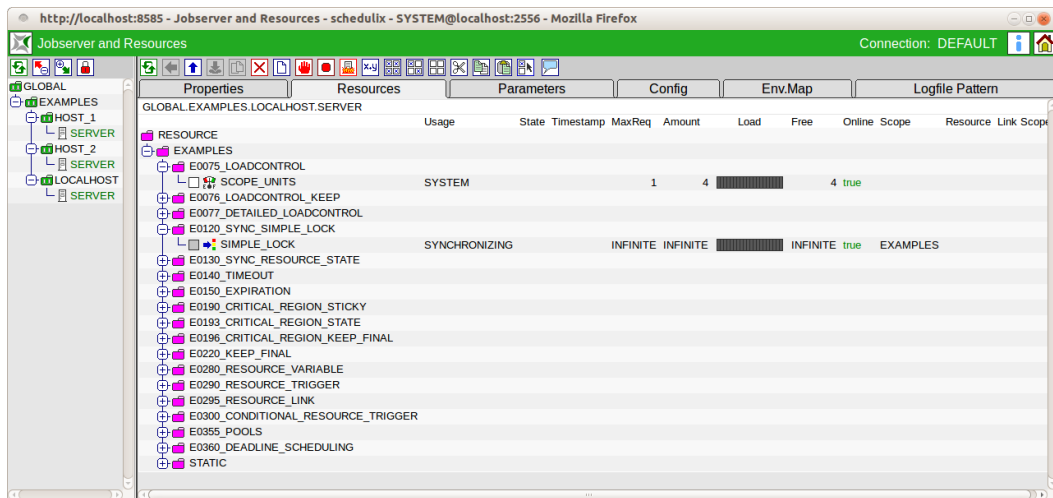 http://localhost:8585 - Jobserver and Resources - schedulix - SYSTEM@localhost:2556 - Mozilla Firefox
Jobserver and Resources Connection: DEFAULT i
x,y
GLOBAL
EXAMPLES
HOST_1
SERVER
HOST_2
SERVER
LOCALHOST
SERVER
Properties Resources Parameters Config Env.Map Logfile Pattern
GLOBAL.EXAMPLES.LOCALHOST.SERVER
Usage State Timestamp MaxReq Amount Load Free Online Scope Resource Link Scope
RESOURCE
EXAMPLES
E0075_LOADCONTROL
SCOPE_UNITS SYSTEM 1 4 4 true
E0076_LOADCONTROL_KEEP
E0077_DETAILED_LOADCONTROL
E0120_SYNC_SIMPLE_LOCK
SIMPLE_LOCK SYNCHRONIZING INFINITE INFINITE INFINITE true EXAMPLES
E0130_SYNC_RESOURCE_STATE
E0140_TIMEOUT
E0150_EXPIRATION
E0190_CRITICAL_REGION_STICKY
E0193_CRITICAL_REGION_STATE
E0196_CRITICAL_REGION_KEEP_FINAL
E0220_KEEP_FINAL
E0280_RESOURCE_VARIABLE
E0290_RESOURCE_TRIGGER
E0295_RESOURCE_LINK
E0300_CONDITIONAL_RESOURCE_TRIGGER
E0355_POOLS
E0360_DEADLINE_SCHEDULING
STATIC